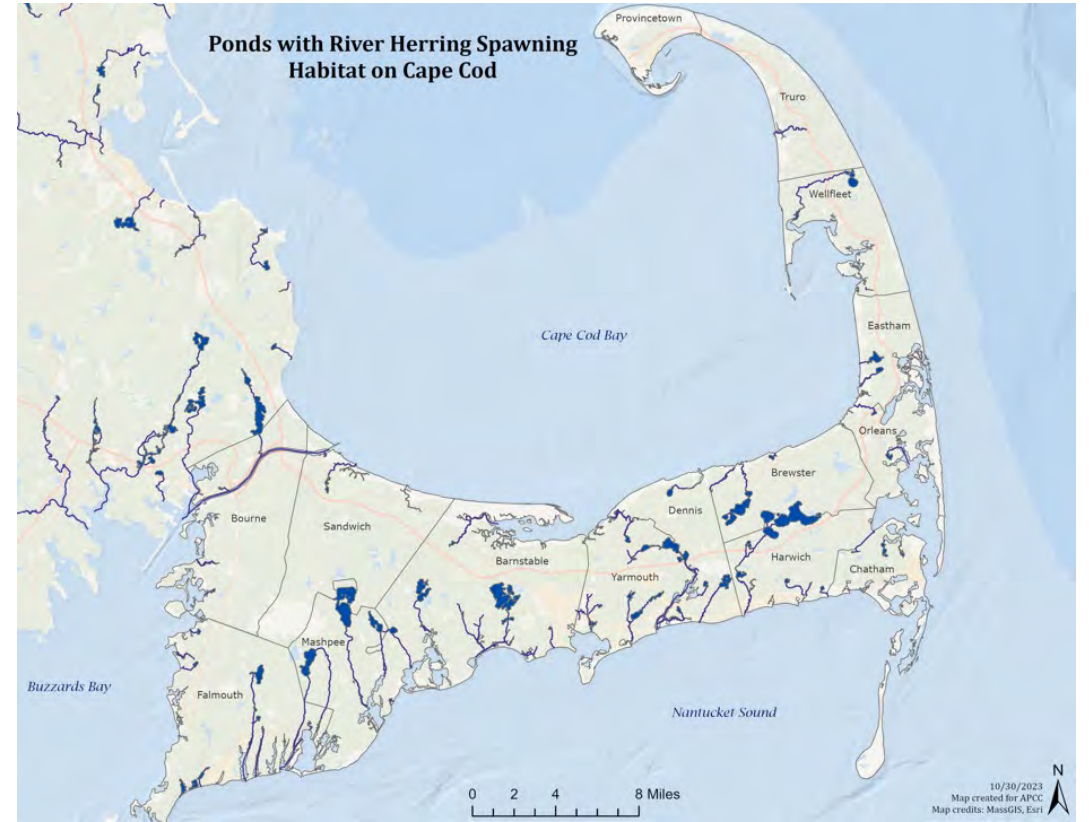 Ponds with River Herring Spawning
Habitat on Cape Cod
Provincetown
Truro
Wellfleet
Eastham
Cape Cod Bay
Orleans
Brewster
Dennis
Bourne
Sandwich
Barnstable
Harwich
Chatham
Yarmouth
Mashpee
Buzzards Bay
Falmouth
Nantucket Sound
N
0 2 4 8 Miles
10/30/2023
Map created for APCC
Map credits: MassGIS, Esri